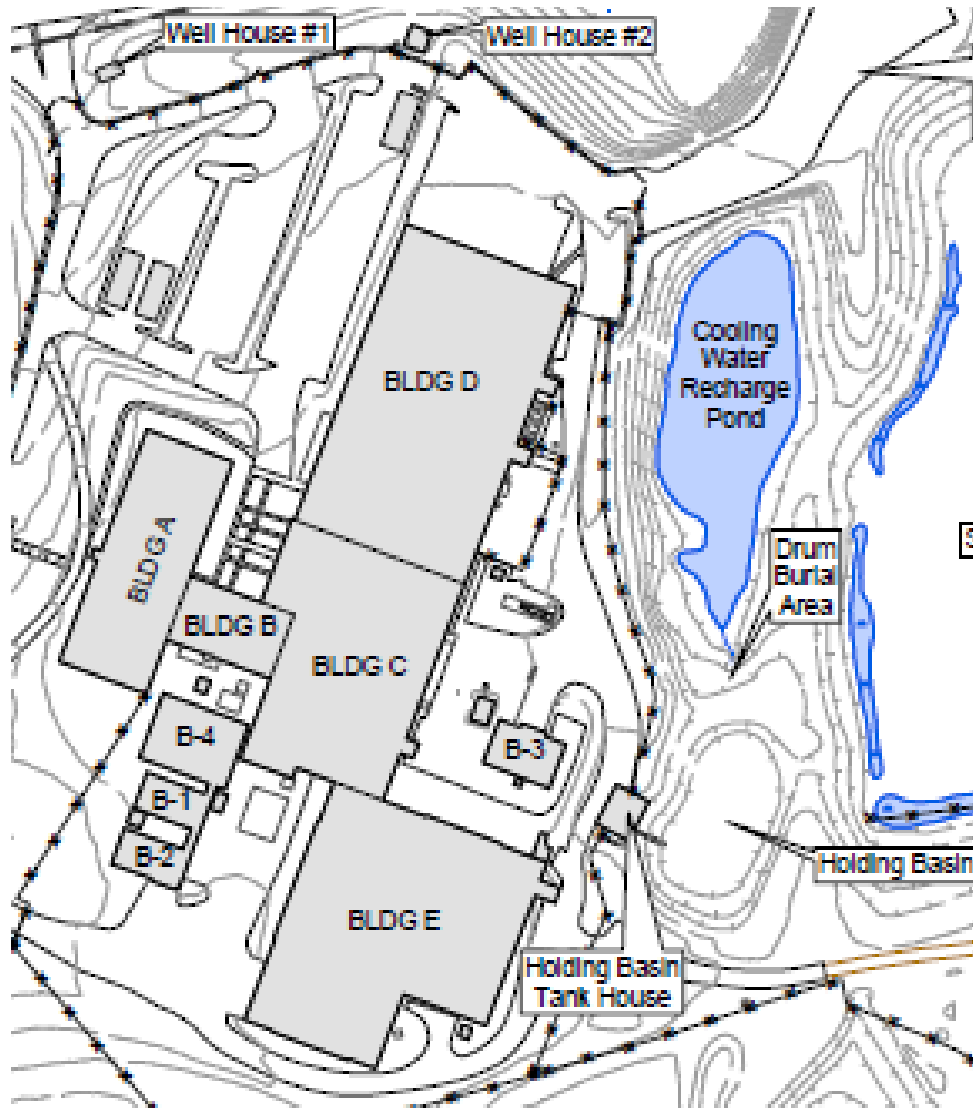 Well House #1
Well House #2
BLDG D
Cooling
Water
Recharge
Pond
BLDG A
Drum
Burial
Area
S
BLDG B
BLDG C
B-4
B-3
B-1
B-2
Holding Basin
BLDG E
Holding Basin
Tank House